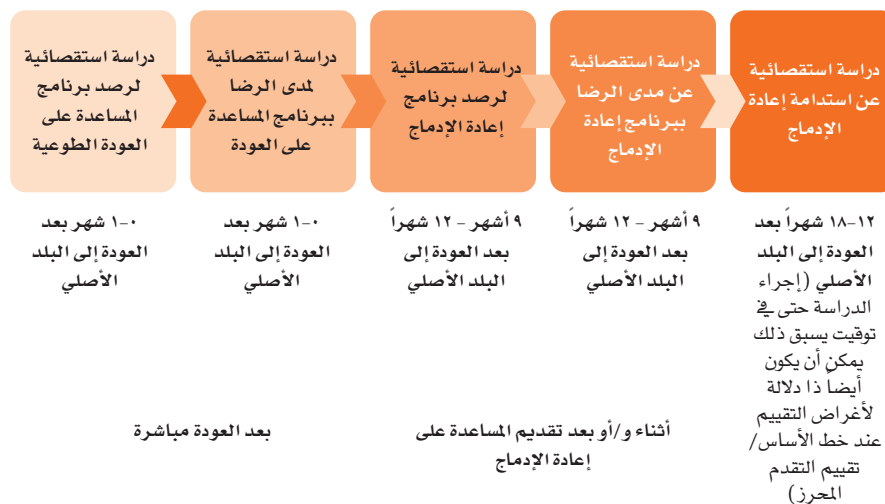 دراسة استقصائية
لرصد برنامج
المساعدة على
العودة الطوعية
دراسة استقصائية
لمدى الرضا
ببرنامج المساعدة
على العودة
دراسة استقصائية
لرصد برنامج
إعادة الإدماج
دراسة استقصائية
عن مدى الرضا
ببرنامج إعادة
الإدماج
دراسة استقصائية
عن استدامة إعادة
الإدماج
٠-١ شهر بعد
العودة إلى البلد
الأصلي
٠-١ شهر بعد
العودة إلى البلد
الأصلي
٩ أشهر – ١٢ شهراً
بعد العودة إلى
البلد الأصلي
٩ أشهر – ١٢ شهراً
بعد العودة إلى
البلد الأصلي
١٢-١٨ شهراً بعد
العودة إلى البلد
الأصلي (إجراء
الدراسة حتى في
توقيت يسبق ذلك
يمكن أن يكون
أيضاً ذا دلالة
لأغراض التقييم
عند خط الأساس/
تقييم التقدم
المحرز)
بعد العودة مباشرة
أثناء و/أو بعد تقديم المساعدة على
إعادة الإدماج